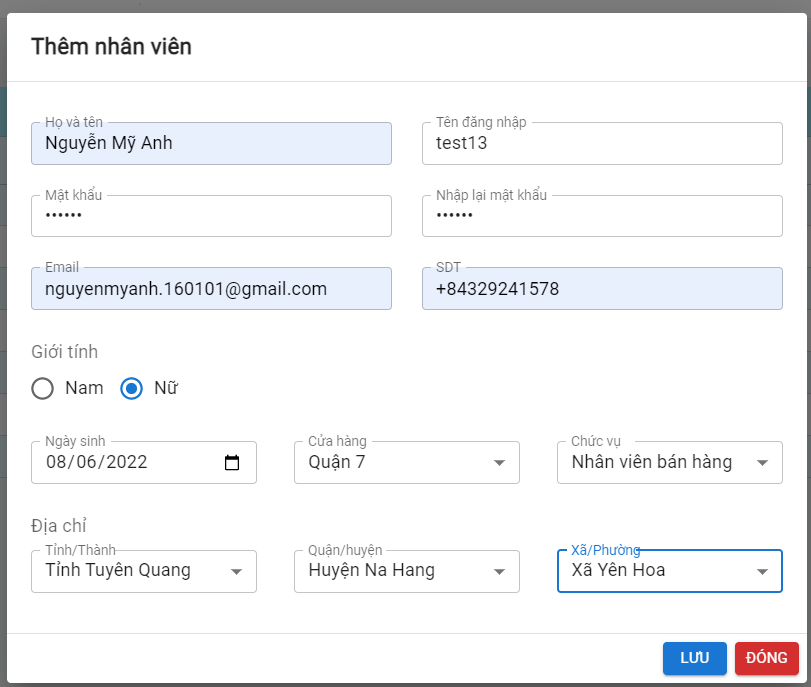 Thêm nhân viên
Họ và tên
Tên đăng nhập
Nguyễn Mỹ Anh
test13
Mật khẩu
Nhập lại mật khẩu
••••••
••••••
Email
SDT
nguyenmyanh.160101@gmail.com
+84329241578
Giới tính
Nam
Nữ
Ngày sinh
Cửa hàng
Chức vụ
08/06/2022
Quận 7
Nhân viên bán hàng
Địa chỉ
Tỉnh/Thành
Quận/huyện
Xã/Phường
Tỉnh Tuyên Quang
Huyện Na Hang
Xã Yên Hoa
LƯU
ĐÓNG